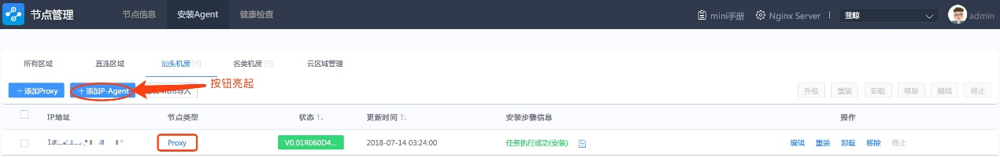 节点管理 节点信息 安装Agent 健康检查 mini手册 Nginx Server 蓝鲸 admin
所有区域 直连区域 汕头机房 [4] 名美机房 [5] 云区域管理
按钮亮起
+添加Proxy +添加P-Agent 导入 升级 重装 卸载 移除 编辑 终止
IP地址 节点类型 状态 更新时间 安装步骤信息 操作
Proxy V0.01R060D4... 2018-07-14 03:24:00 任务执行成功(安装) 编辑 重装 卸载 移除 终止